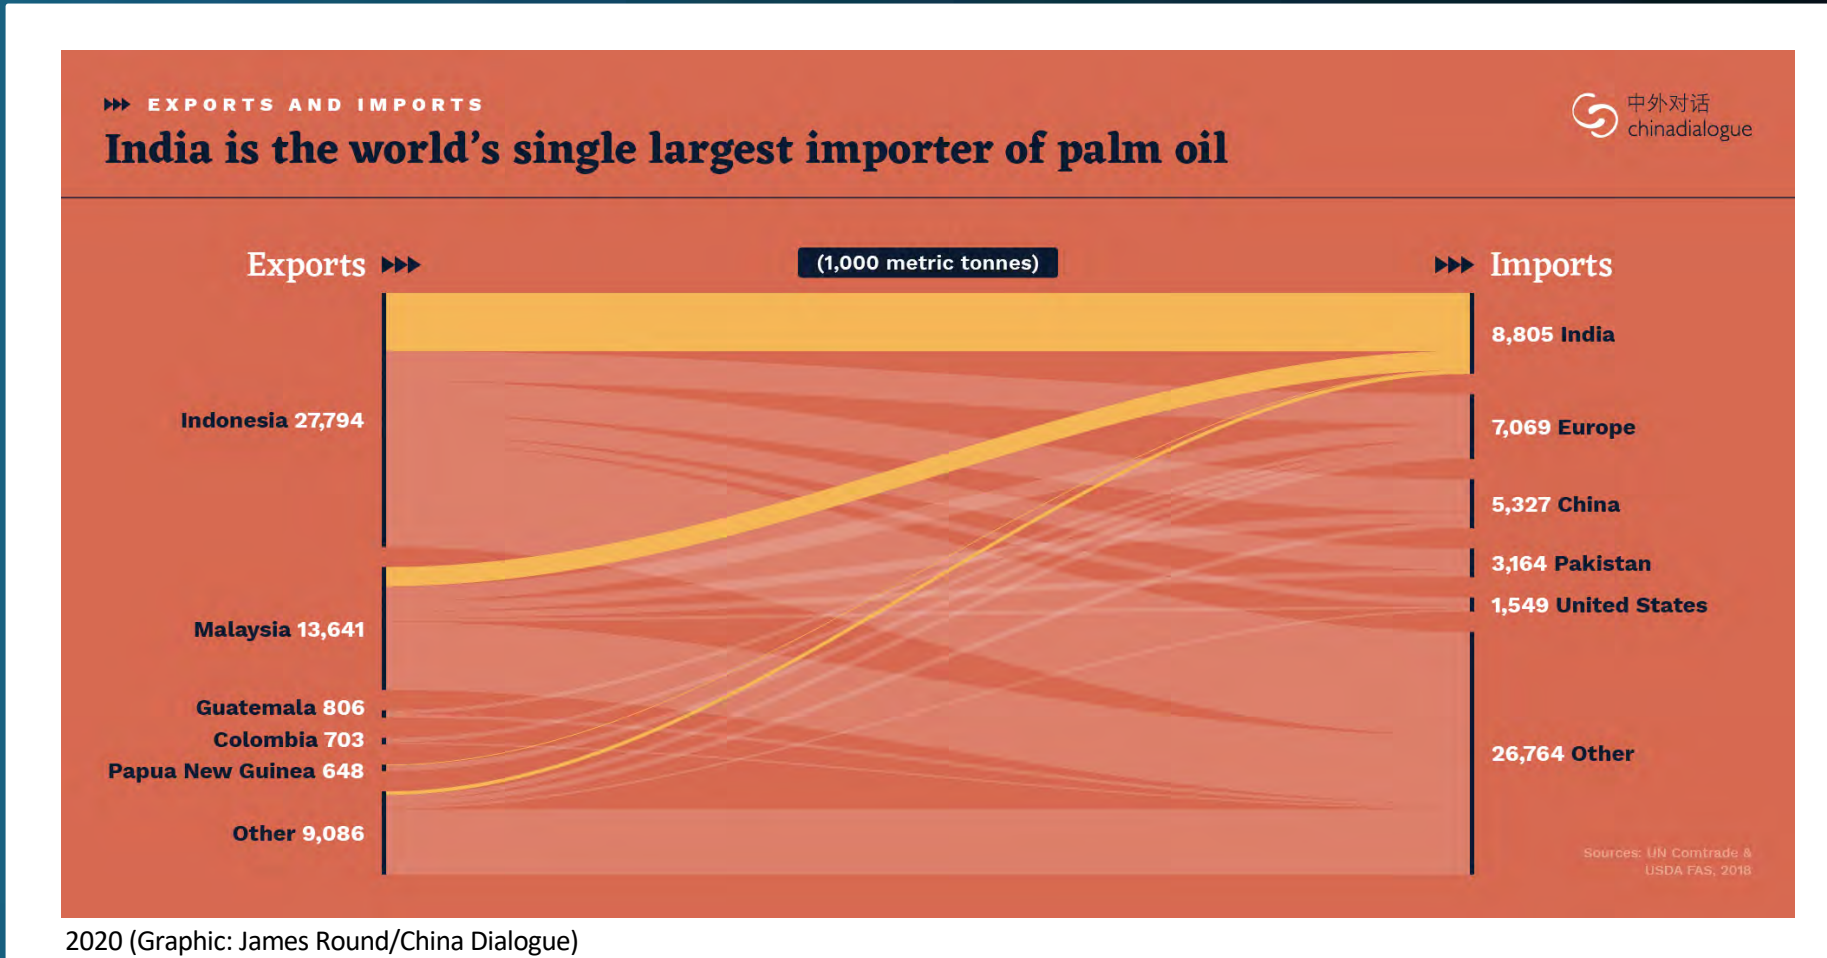 EXPORTS AND IMPORTS
India is the world's single largest importer of palm oil
中外对话
chinadialogue
Exports
(1,000 metric tonnes)
Imports
Indonesia 27,794
Malaysia 13,641
Guatemala 806
Colombia 703
Papua New Guinea 648
Other 9,086
8,805 India
7,069 Europe
5,327 China
3,164 Pakistan
1,549 United States
26,764 Other
Sources: UN Comtrade &
USDA FAS, 2018
2020 (Graphic: James Round/China Dialogue)